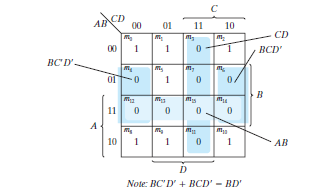 C
AB CD 00 01 11 10
m₀ m₁ m₃ m₂ CD
00 1 1 0 1 BCD′
BC′D′ m₄ m₅ m₇ m₆
01 0 1 0 0
B
m₁₂ m₁₃ m₁₅ m₁₄
11 0 0 0 0
A
m₈ m₉ m₁₁ m₁₀ AB
10 1 1 0 1
D
Note: BC′D′ + BCD′ = BD′